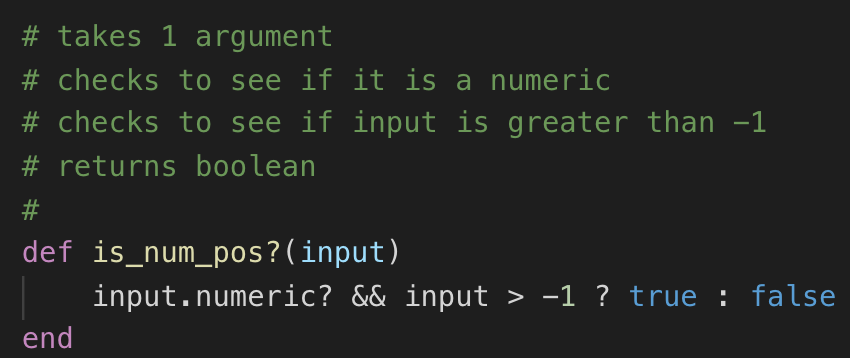 # takes 1 argument
# checks to see if it is a numeric
# checks to see if input is greater than -1
# returns boolean
#
def is_num_pos?(input)
    input.numeric? && input > -1 ? true : false
end